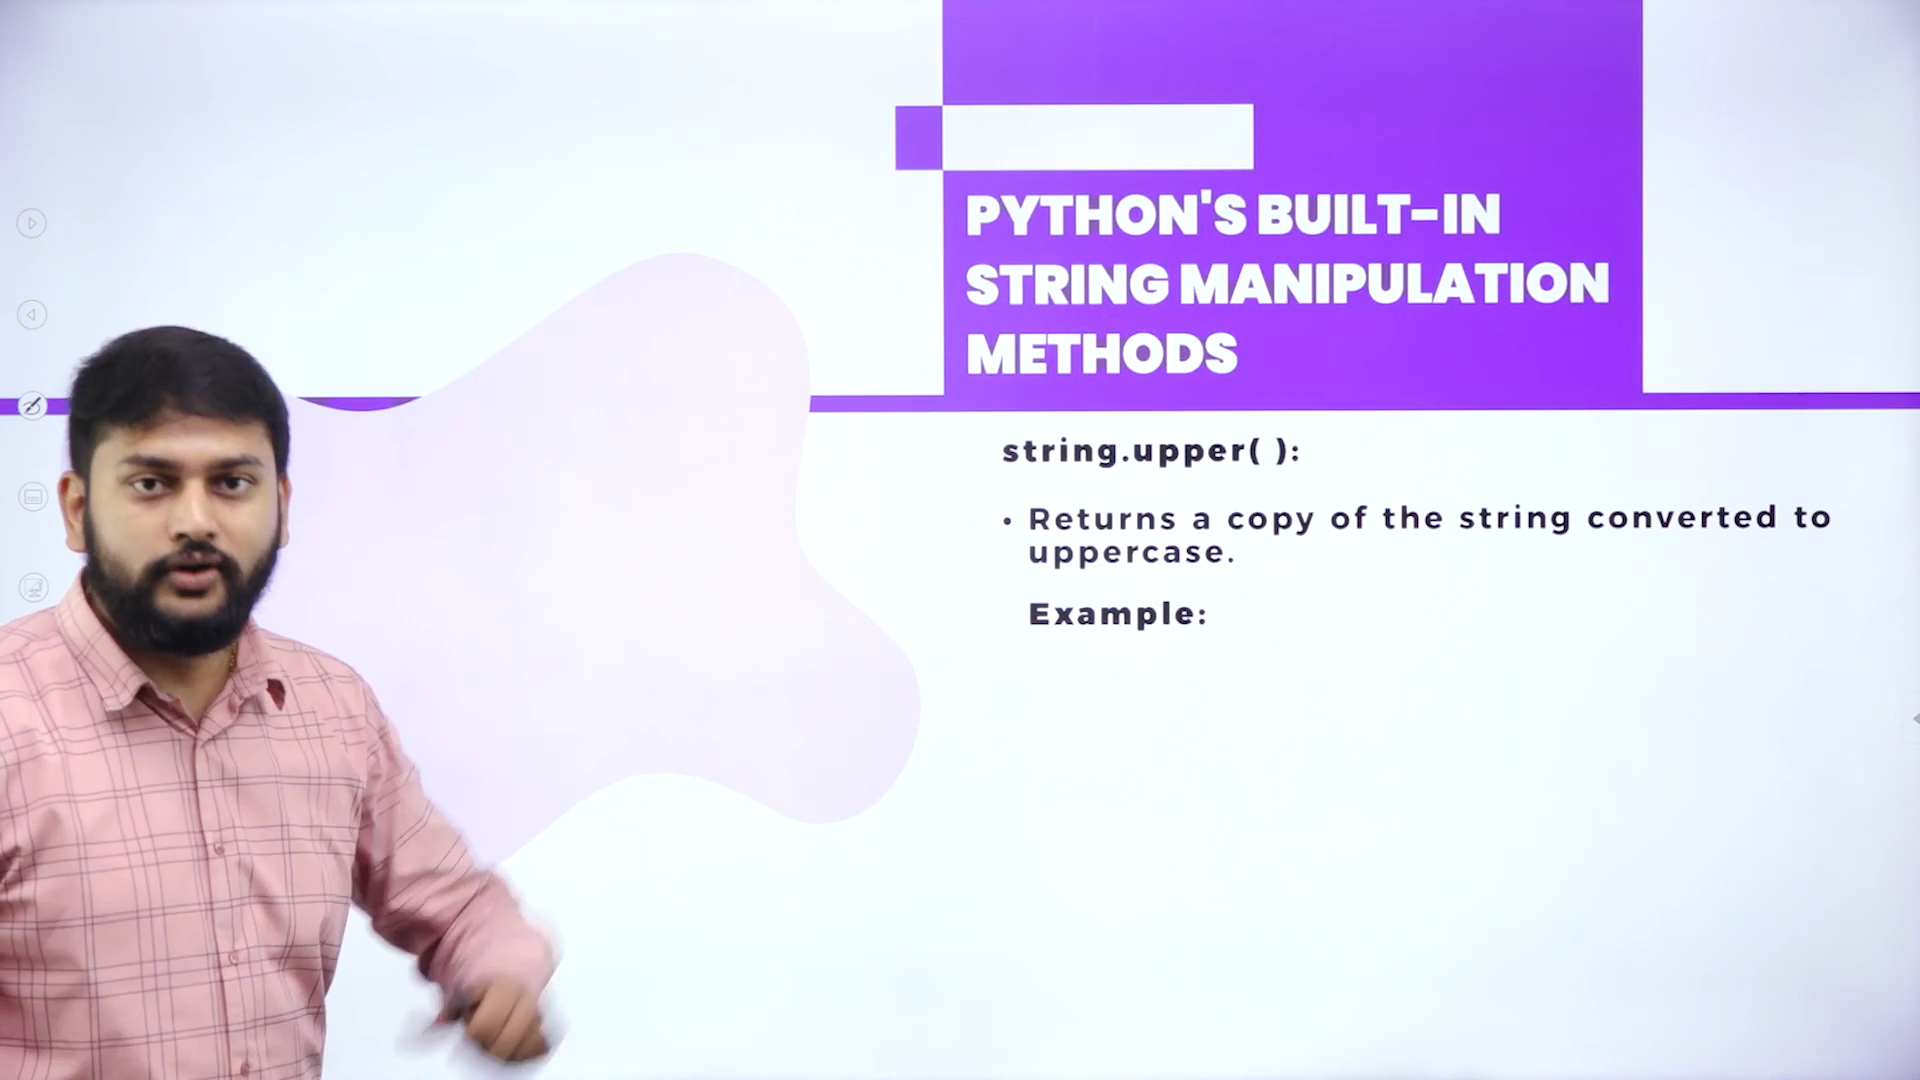 PYTHON'S BUILT-IN
STRING MANIPULATION
METHODS
string.upper( ):
• Returns a copy of the string converted to
uppercase.
Example: